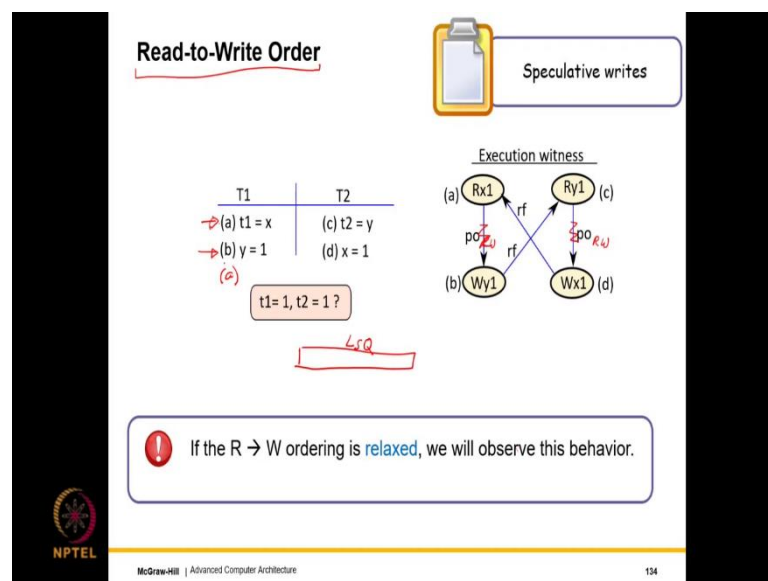 Read-to-Write Order
Speculative writes
Execution witness
T1 T2
(a) t1 = x (c) t2 = y
(b) y = 1 (d) x = 1
(a)
t1= 1, t2 = 1 ?
LSQ
(a) Rx1 Ry1 (c)
rf
po po RW
rf
(b) Wy1 Wx1 (d)
! If the R → W ordering is relaxed, we will observe this behavior.
NPTEL
McGraw-Hill | Advanced Computer Architecture 134